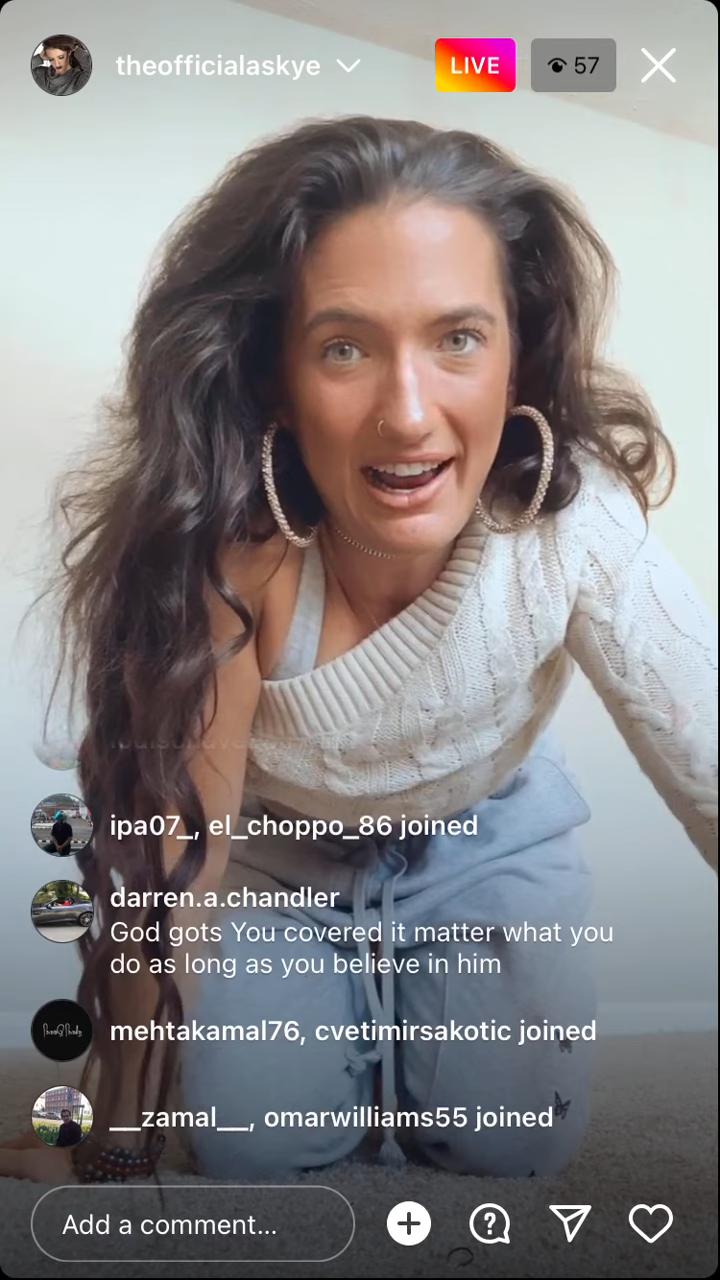 theofficialaskye
LIVE
57
ipa07_, el_choppo_86 joined
darren.a.chandler
God gots You covered it matter what you
do as long as you believe in him
mehtakamal76, cvetimirsakotic joined
__zamal__, omarwilliams55 joined
Add a comment...